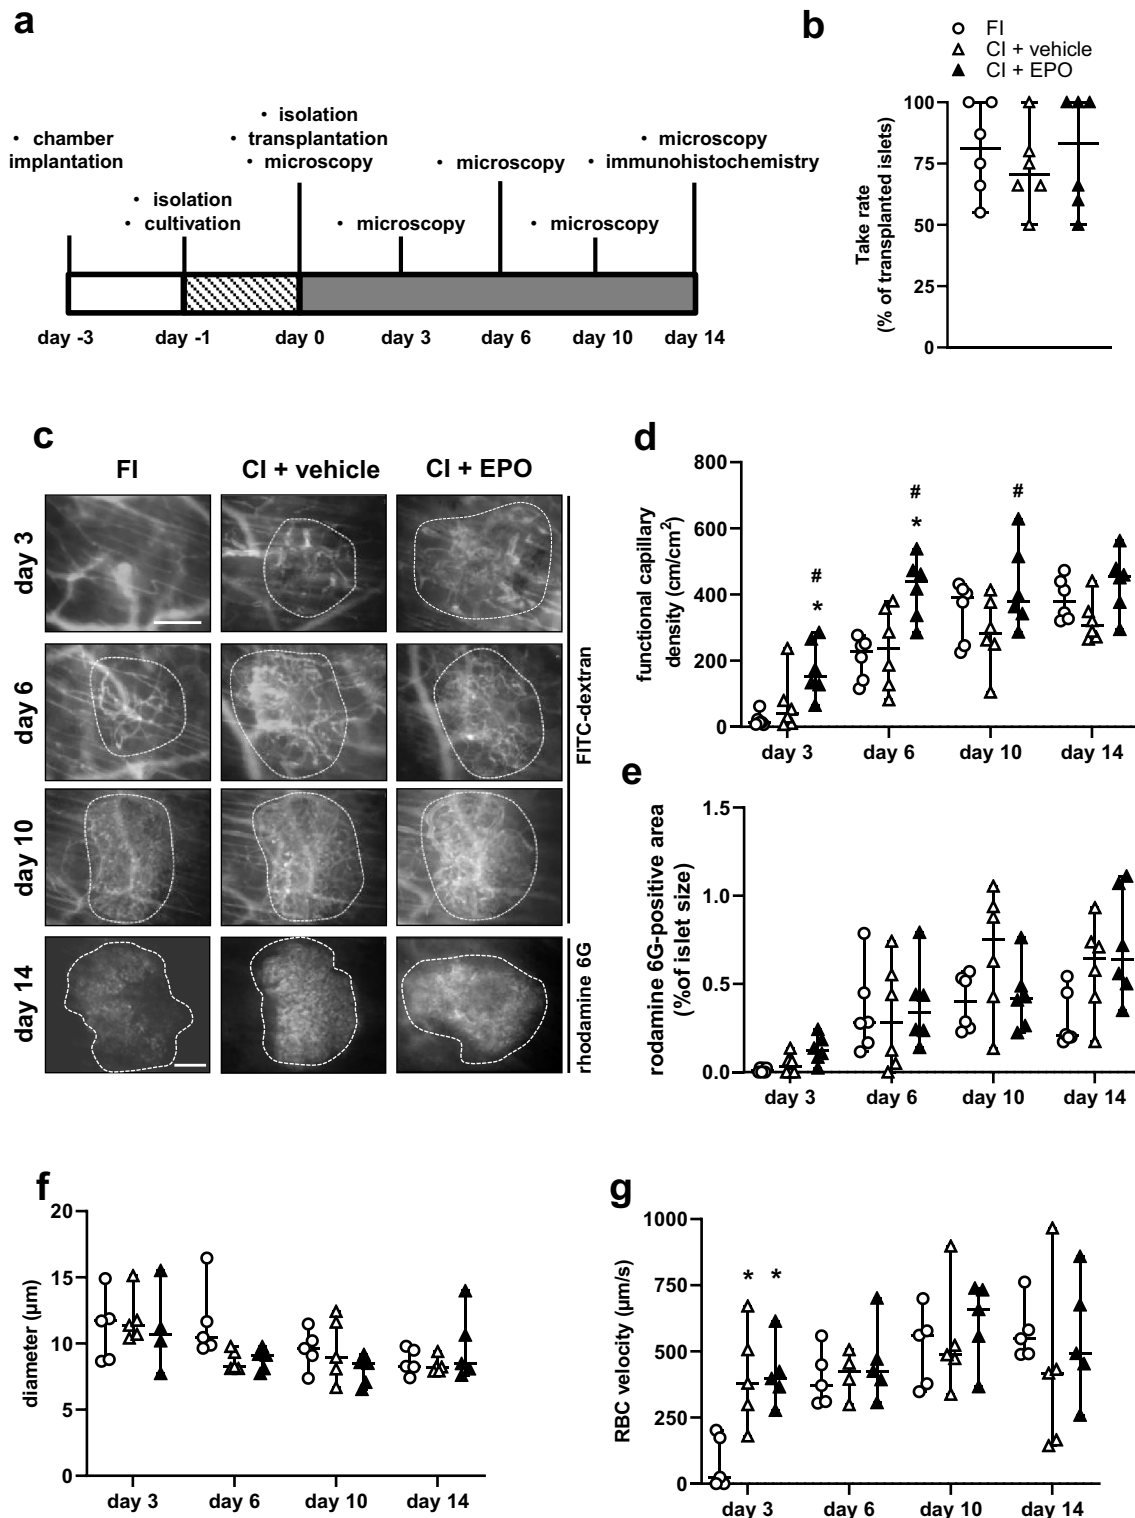 a
• chamber
implantation
• isolation
• cultivation
• isolation
• transplantation
• microscopy
• microscopy
• microscopy
• microscopy
• microscopy
• immunohistochemistry
day -3
day -1
day 0
day 3
day 6
day 10
day 14
b
FI
CI + vehicle
CI + EPO
Take rate
(% of transplanted islets)
100
75
50
25
0
c
FI
CI + vehicle
CI + EPO
day 3
day 6
day 10
day 14
FITC-dextran
rhodamine 6G
d
functional capillary
density (cm/cm²)
800
600
400
200
0
#
*
#
*
#
day 3
day 6
day 10
day 14
e
rodamine 6G-positive area
(%of islet size)
1.5
1.0
0.5
0.0
day 3
day 6
day 10
day 14
f
diameter (µm)
20
15
10
5
0
day 3
day 6
day 10
day 14
g
RBC velocity (µm/s)
1000
750
500
250
0
*
*
day 3
day 6
day 10
day 14